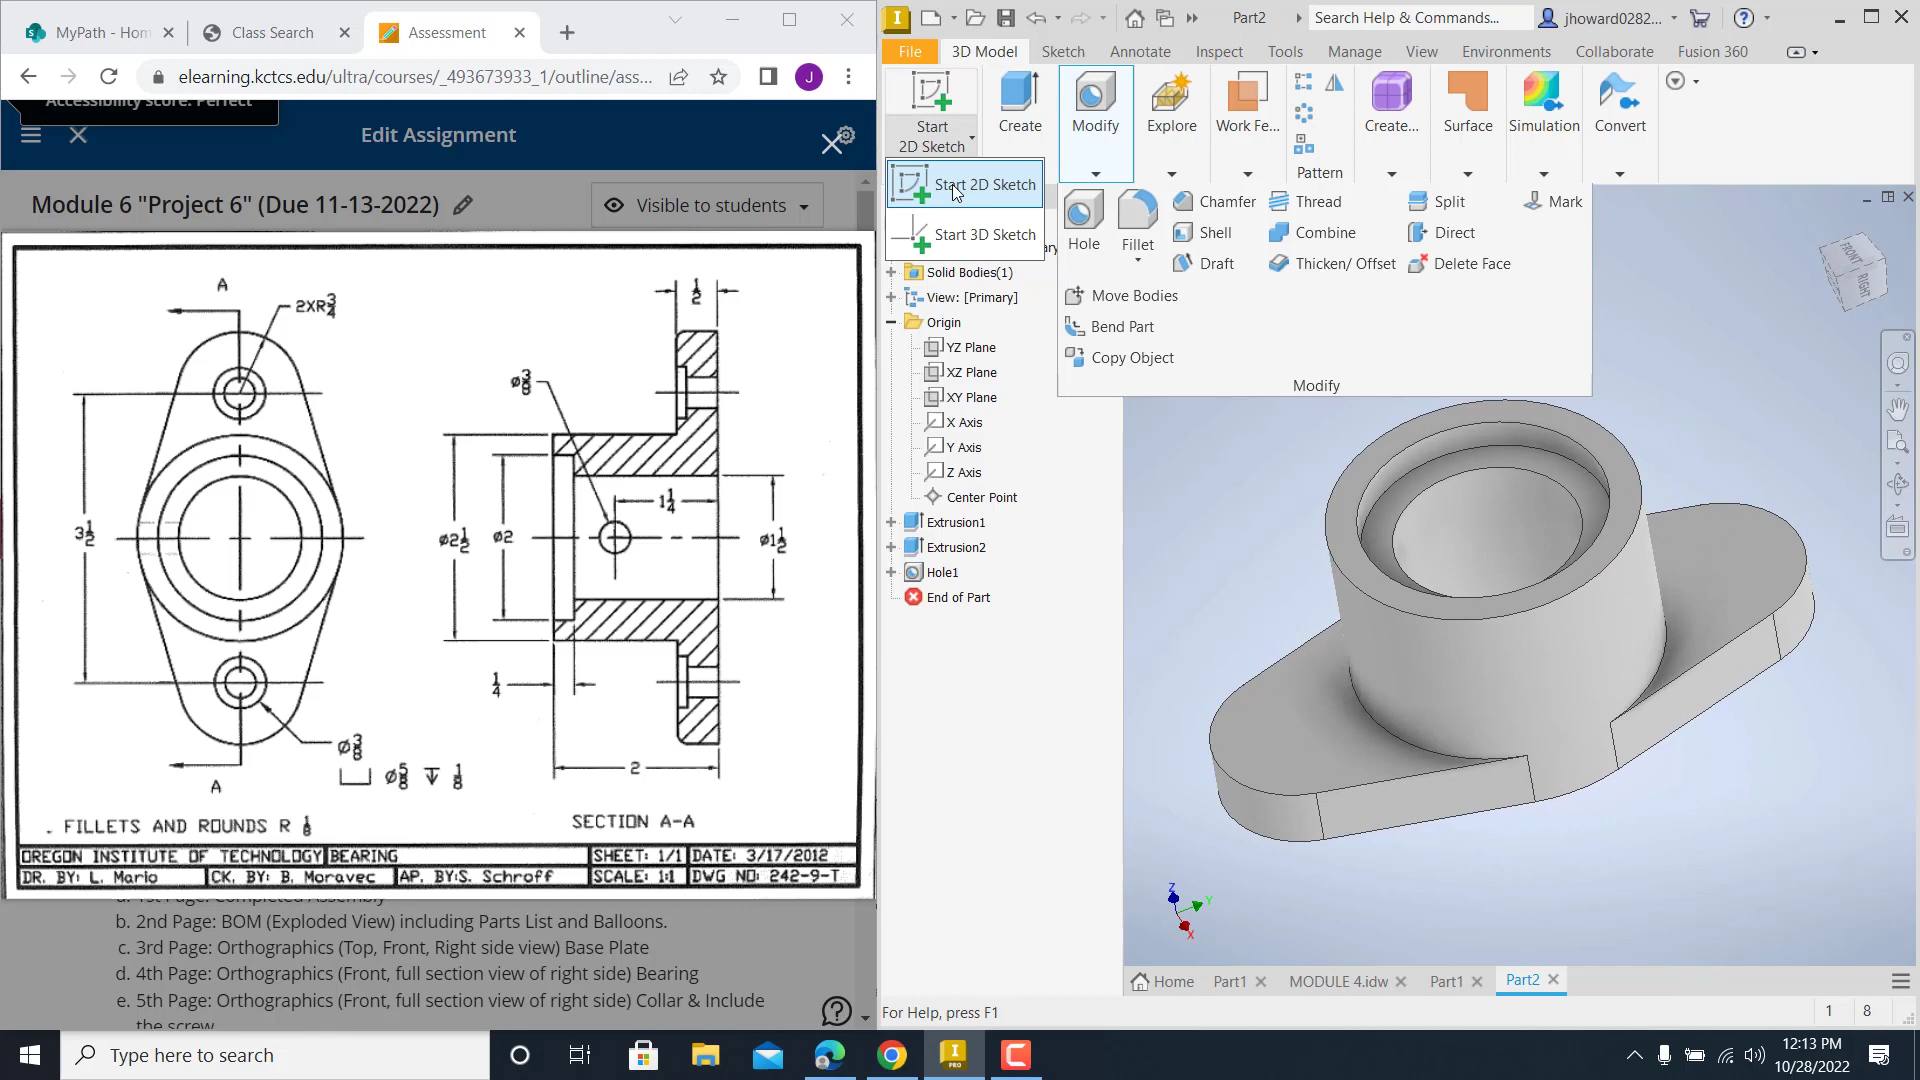 MyPath - Hom
Class Search
Assessment
elearning.kctcs.edu/ultra/courses/_493673933_1/outline/ass...
J
Accessibility score: Perfect
Edit Assignment
Module 6 "Project 6" (Due 11-13-2022)
Visible to students
A
2XR3/4
1/2
ø3/8
3 1/2
1 1/4
ø2 1/2
ø2
ø1 1/2
1/4
ø3/8
A
ø5/8 ↧ 1/8
2
. FILLETS AND ROUNDS R 1/8
SECTION A-A
OREGON INSTITUTE OF TECHNOLOGY BEARING SHEET: 1/1 DATE: 3/17/2012
DR. BY: L. Mario CK. BY: B. Moravec AP. BY: S. Schroff SCALE: 1:1 DWG NO: 242-9-T
a. 1st Page: Completed Assembly
b. 2nd Page: BOM (Exploded View) including Parts List and Balloons.
c. 3rd Page: Orthographics (Top, Front, Right side view) Base Plate
d. 4th Page: Orthographics (Front, full section view of right side) Bearing
e. 5th Page: Orthographics (Front, full section view of right side) Collar & Include
the screw
I
Part2
Search Help & Commands...
jhoward0282...
File 3D Model Sketch Annotate Inspect Tools Manage View Environments Collaborate Fusion 360
Start
2D Sketch
Create
Modify
Explore
Work Fe...
Pattern
Create...
Surface
Simulation
Convert
Start 2D Sketch
Start 3D Sketch
Hole
Fillet
Chamfer
Shell
Draft
Thread
Combine
Thicken/ Offset
Split
Direct
Delete Face
Mark
Move Bodies
Bend Part
Copy Object
Modify
Solid Bodies(1)
View: [Primary]
Origin
YZ Plane
XZ Plane
XY Plane
X Axis
Y Axis
Z Axis
Center Point
Extrusion1
Extrusion2
Hole1
End of Part
FRONT
RIGHT
Z
Y
X
Home
Part1
MODULE 4.idw
Part1
Part2
For Help, press F1
1 8
Type here to search
I
PRO
12:13 PM
10/28/2022